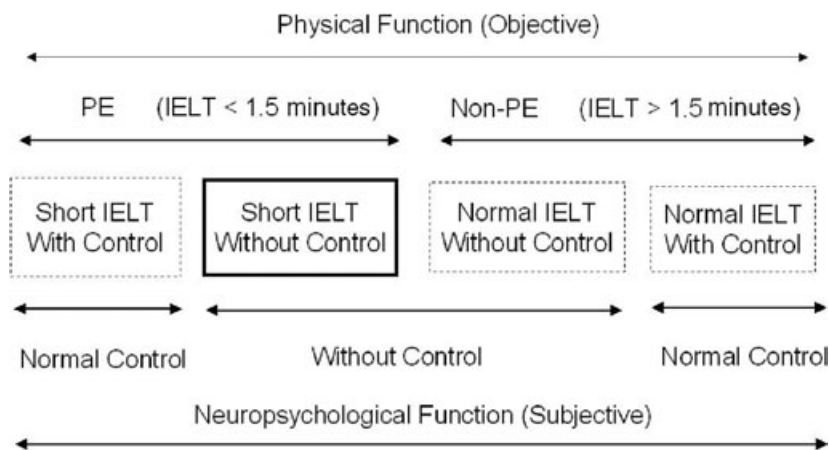 Physical Function (Objective)
PE (IELT < 1.5 minutes) Non-PE (IELT > 1.5 minutes)
Short IELT Short IELT Normal IELT Normal IELT
With Control Without Control Without Control With Control
Normal Control Without Control Normal Control
Neuropsychological Function (Subjective)